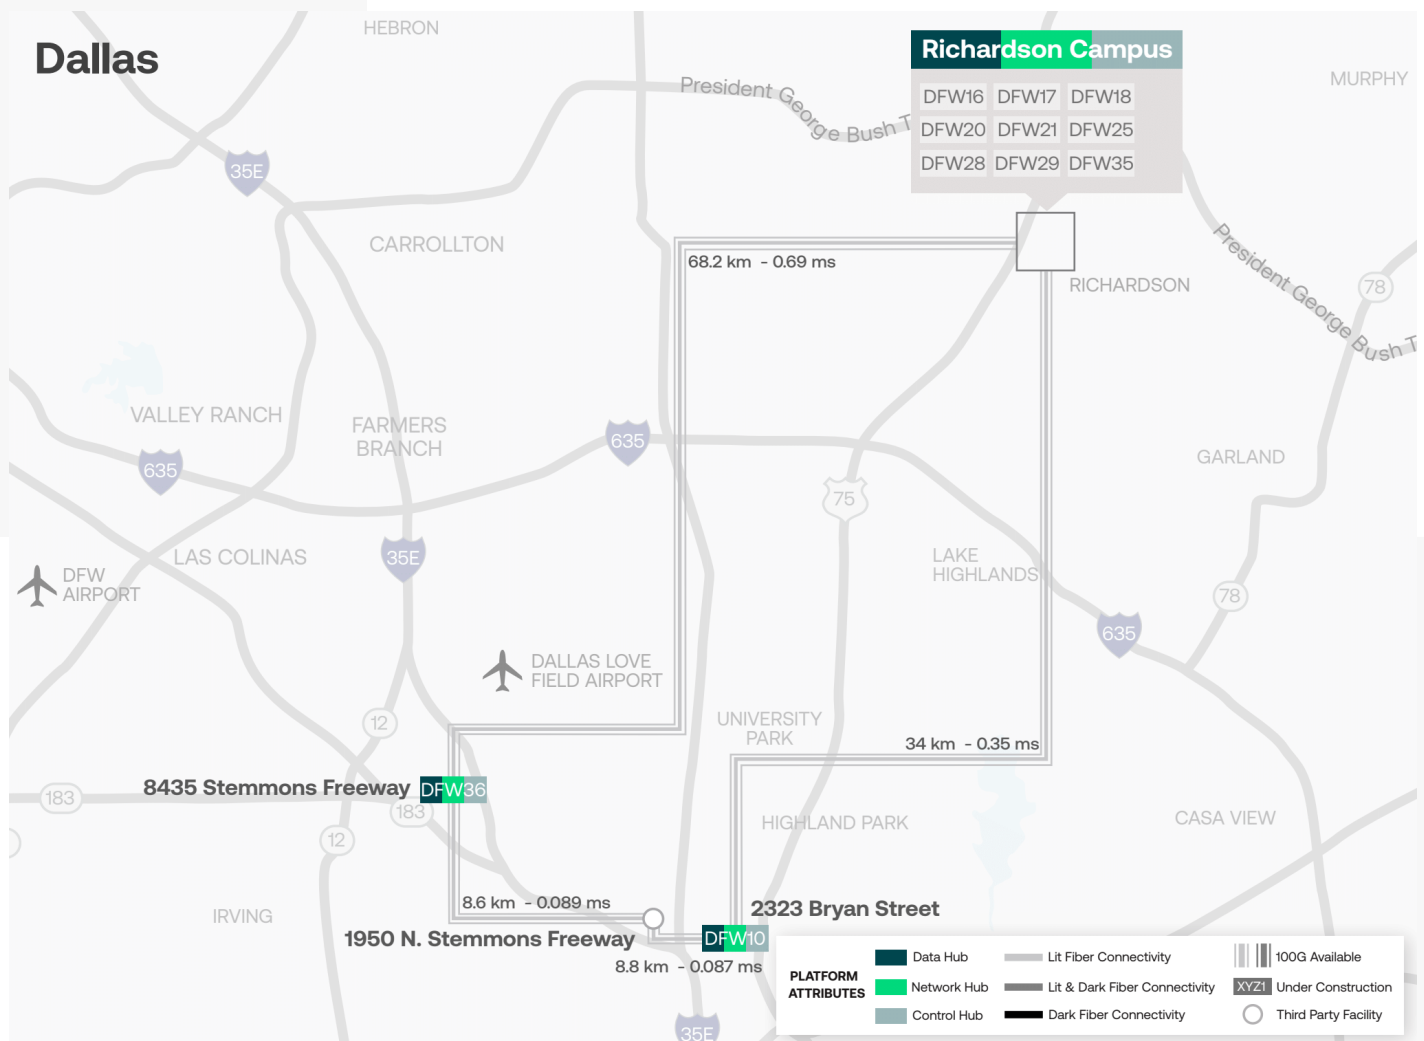 Dallas
HEBRON
Richardson Campus
MURPHY
President George Bush T
DFW16 DFW17 DFW18
DFW20 DFW21 DFW25
DFW28 DFW29 DFW35
35E
CARROLLTON
68.2 km - 0.69 ms
RICHARDSON
President George Bush T
78
VALLEY RANCH
FARMERS
BRANCH
635
635
GARLAND
75
LAS COLINAS
35E
LAKE
HIGHLANDS
DFW
AIRPORT
78
635
DALLAS LOVE
FIELD AIRPORT
12
UNIVERSITY
PARK
34 km - 0.35 ms
8435 Stemmons Freeway
DFW36
183
183
12
HIGHLAND PARK
CASA VIEW
8.6 km - 0.089 ms
IRVING
2323 Bryan Street
1950 N. Stemmons Freeway
DFW10
8.8 km - 0.087 ms
35E
PLATFORM
ATTRIBUTES
Data Hub
Network Hub
Control Hub
Lit Fiber Connectivity
Lit & Dark Fiber Connectivity
Dark Fiber Connectivity
100G Available
XYZ1 Under Construction
Third Party Facility